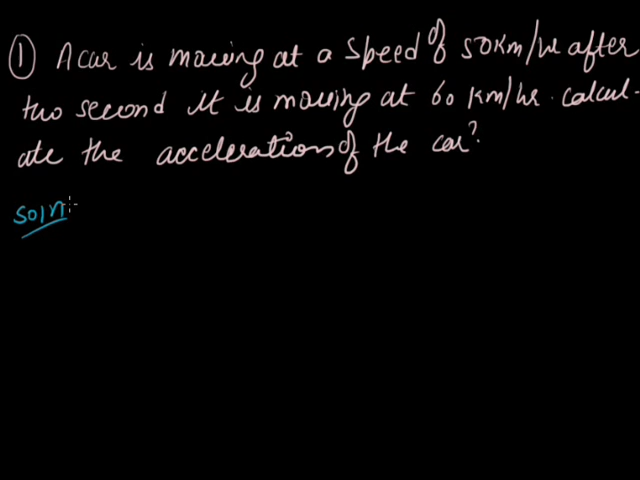 ① A car is moving at a speed of 50km/hr after
two second it is moving at 60 km/hr. calcul-
ate the acceleration of the car?
soln: